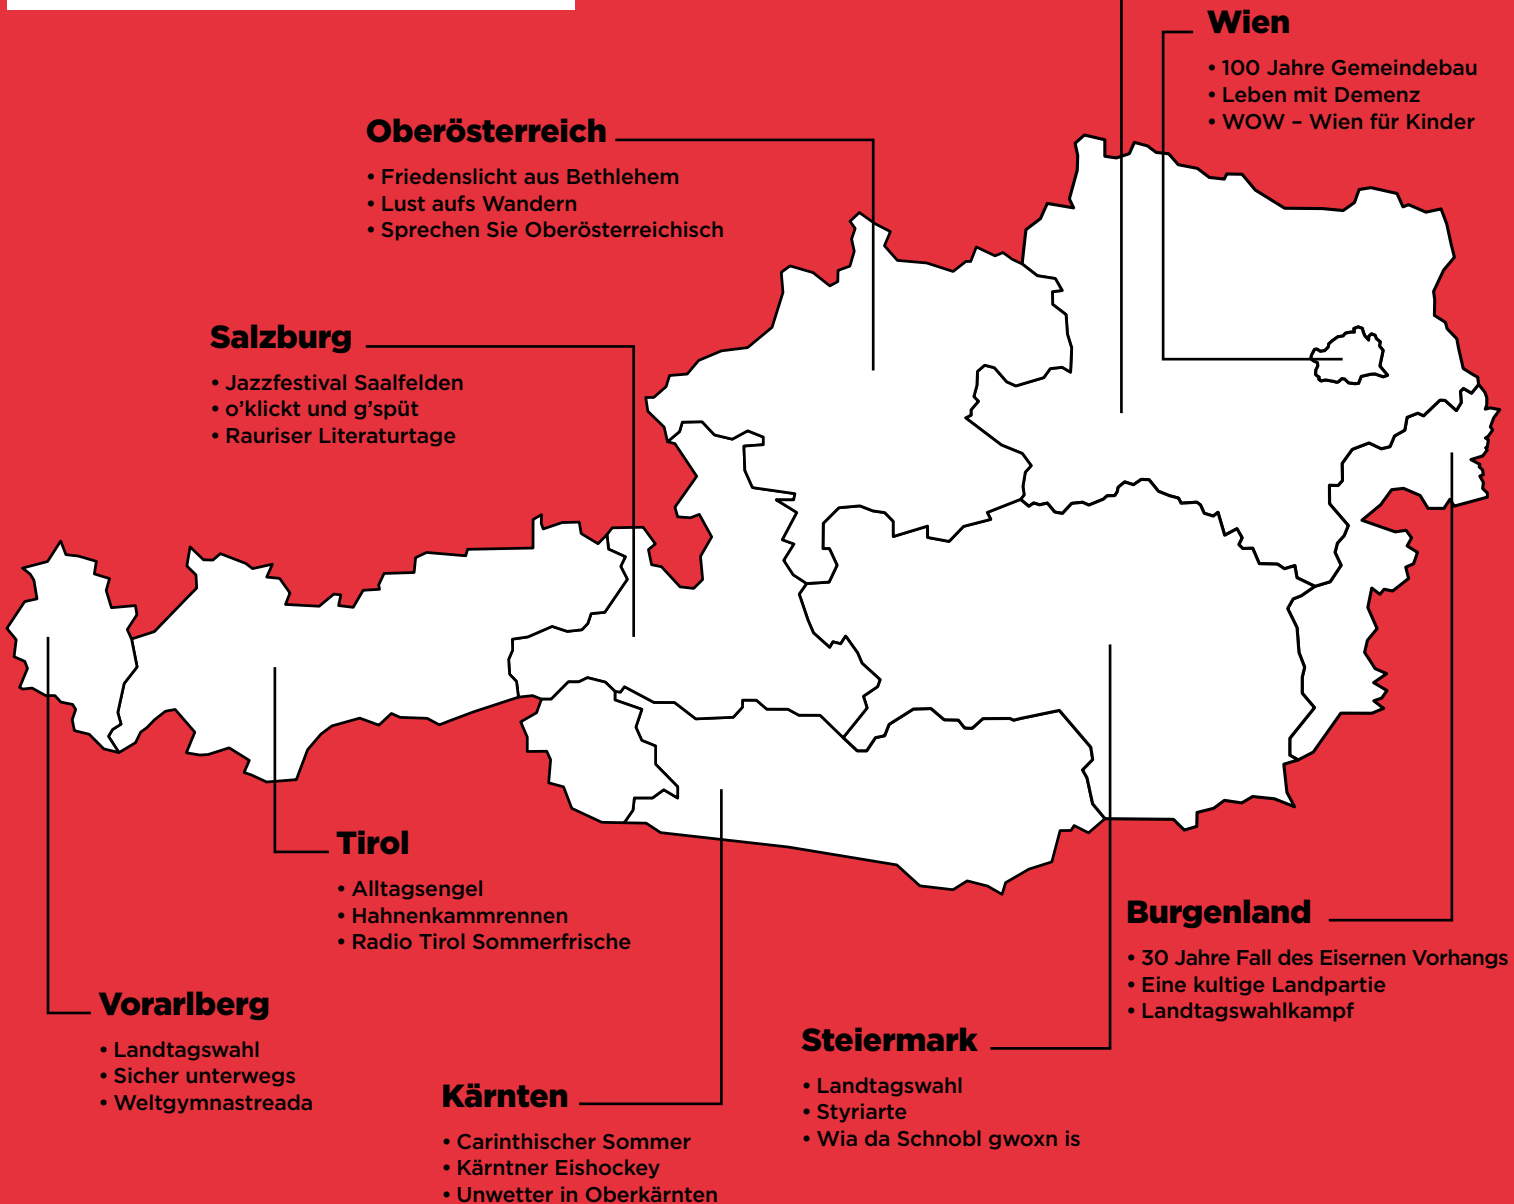 Wien
• 100 Jahre Gemeindebau
• Leben mit Demenz
• WOW – Wien für Kinder
Oberösterreich
• Friedenslicht aus Bethlehem
• Lust aufs Wandern
• Sprechen Sie Oberösterreichisch
Salzburg
• Jazzfestival Saalfelden
• o’klickt und g’spüt
• Rauriser Literaturtage
Tirol
• Alltagsengel
• Hahnenkammrennen
• Radio Tirol Sommerfrische
Burgenland
• 30 Jahre Fall des Eisernen Vorhangs
• Eine kultige Landpartie
• Landtagswahlkampf
Vorarlberg
• Landtagswahl
• Sicher unterwegs
• Weltgymnastreada
Steiermark
• Landtagswahl
• Styriarte
• Wia da Schnobl gwoxn is
Kärnten
• Carinthischer Sommer
• Kärntner Eishockey
• Unwetter in Oberkärnten